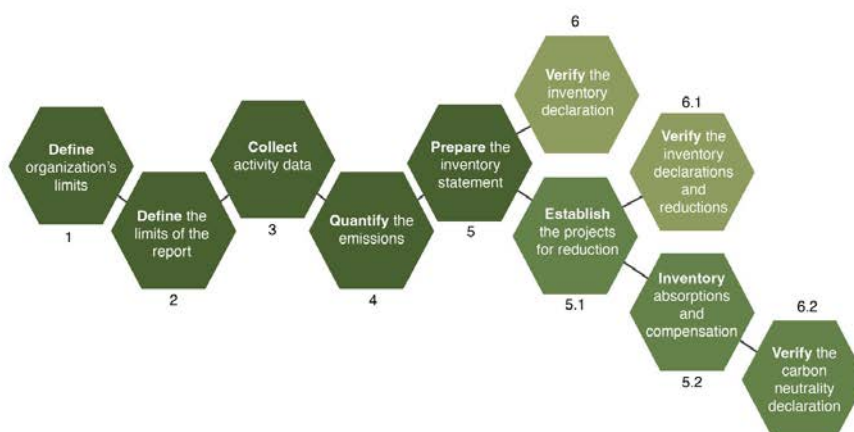 Define
organization's
limits
1
Define the
limits of the
report
2
Collect
activity data
3
Quantify the
emissions
4
Prepare the
inventory
statement
5
6
Verify the
inventory
declaration
Establish
the projects
for reduction
5.1
6.1
Verify the
inventory
declarations
and
reductions
Inventory
absorptions
and
compensation
5.2
6.2
Verify the
carbon
neutrality
declaration